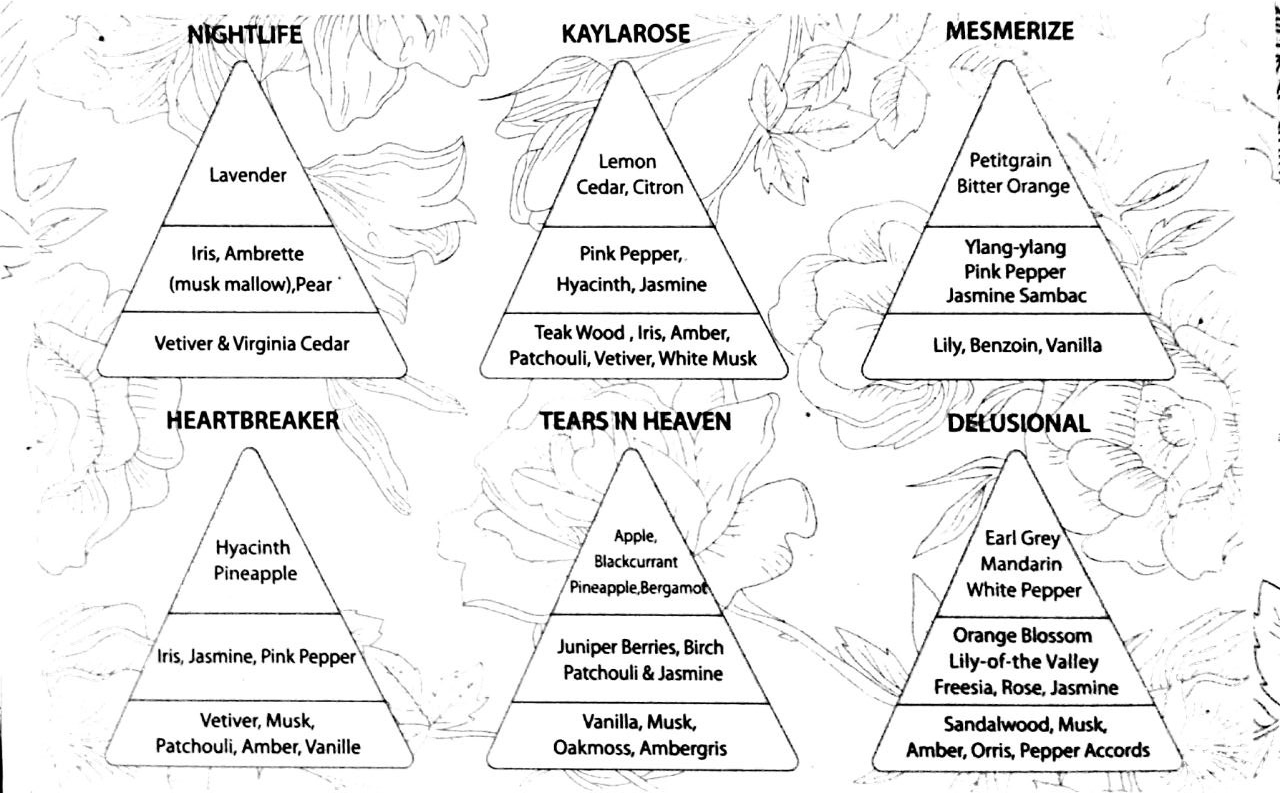 NIGHTLIFE
Lavender
Iris, Ambrette
(musk mallow),Pear
Vetiver & Virginia Cedar
KAYLAROSE
Lemon
Cedar, Citron
Pink Pepper,
Hyacinth, Jasmine
Teak Wood , Iris, Amber,
Patchouli, Vetiver, White Musk
MESMERIZE
Petitgrain
Bitter Orange
Ylang-ylang
Pink Pepper
Jasmine Sambac
Lily, Benzoin, Vanilla
HEARTBREAKER
Hyacinth
Pineapple
Iris, Jasmine, Pink Pepper
Vetiver, Musk,
Patchouli, Amber, Vanille
TEARS IN HEAVEN
Apple,
Blackcurrant
Pineapple,Bergamot
Juniper Berries, Birch
Patchouli & Jasmine
Vanilla, Musk,
Oakmoss, Ambergris
DELUSIONAL
Earl Grey
Mandarin
White Pepper
Orange Blossom
Lily-of-the Valley
Freesia, Rose, Jasmine
Sandalwood, Musk,
Amber, Orris, Pepper Accords